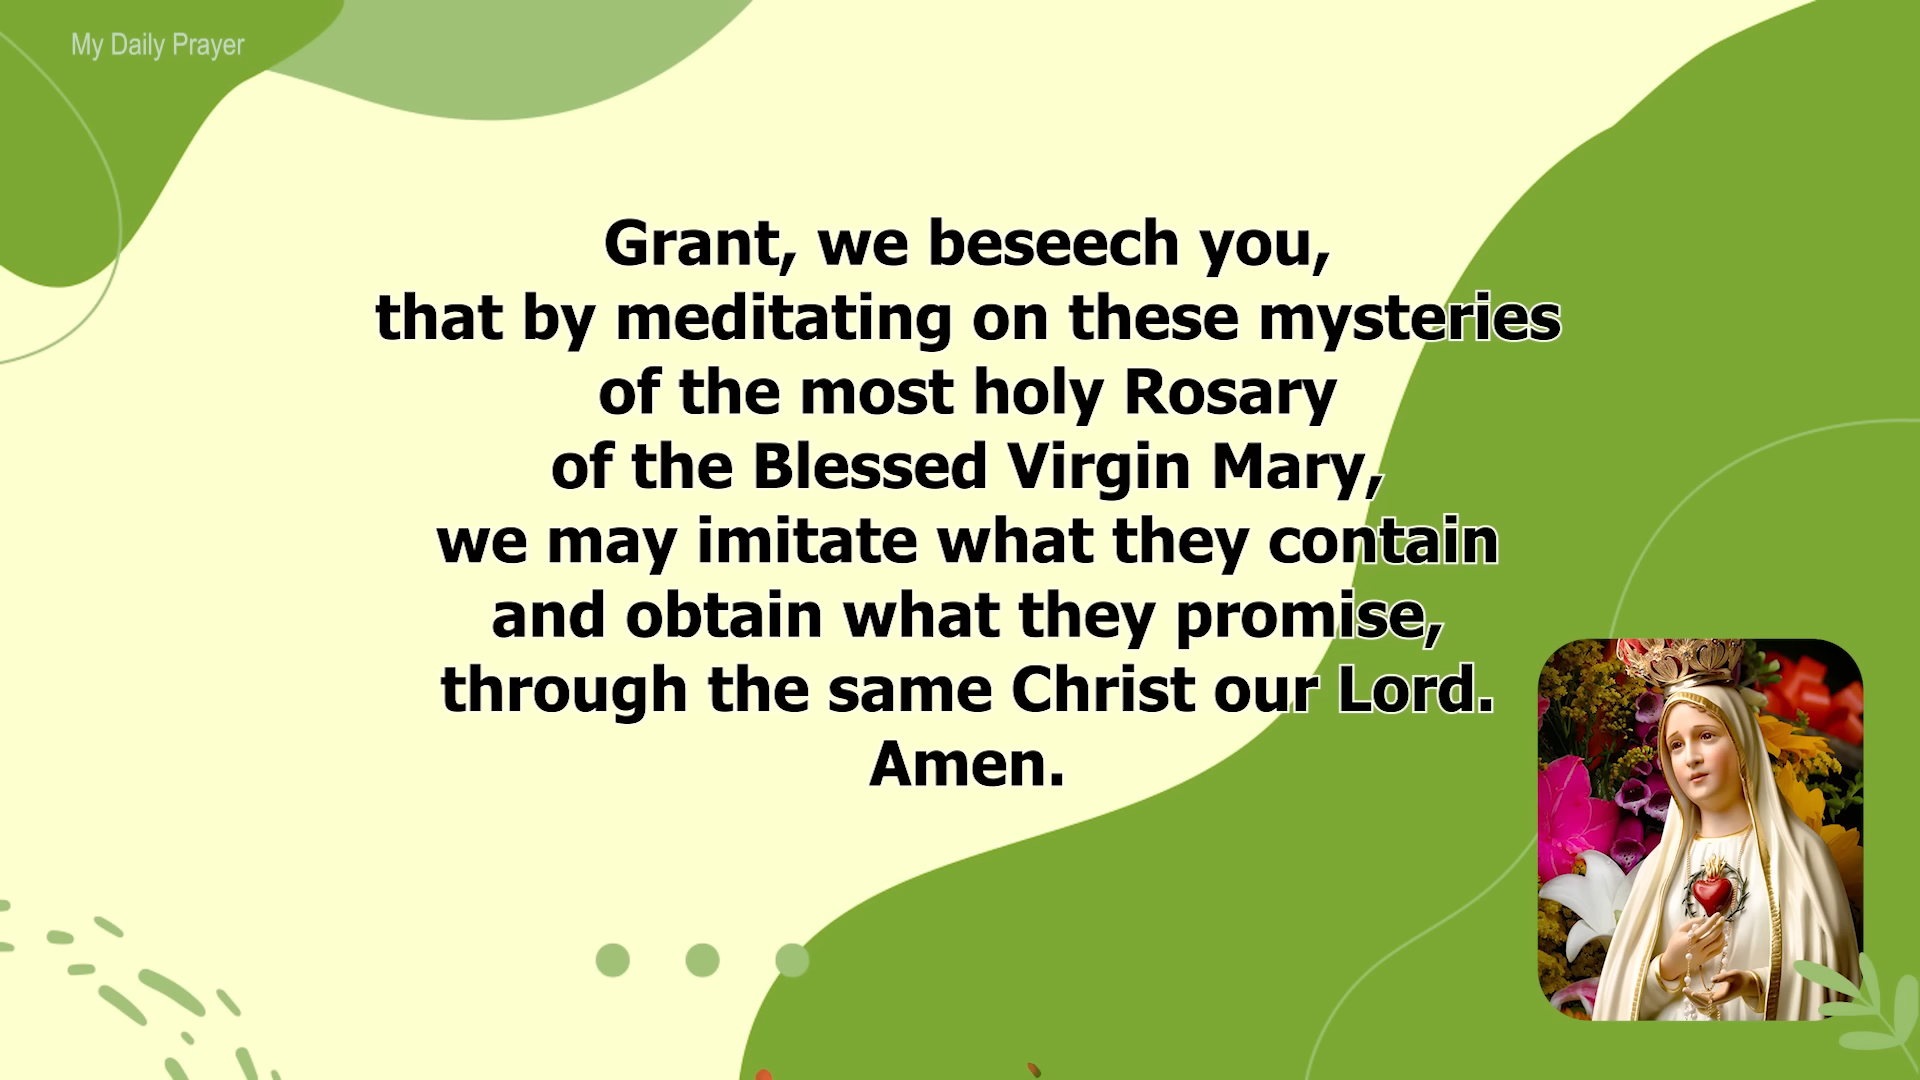 My Daily Prayer
Grant, we beseech you,
that by meditating on these mysteries
of the most holy Rosary
of the Blessed Virgin Mary,
we may imitate what they contain
and obtain what they promise,
through the same Christ our Lord.
Amen.